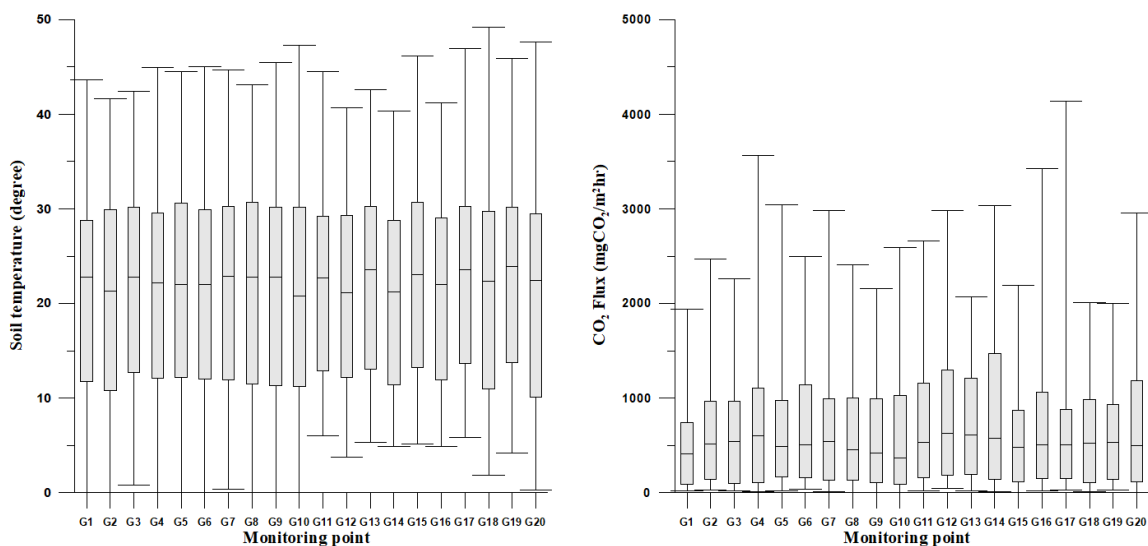 50
40
30
20
10
0
Soil temperature (degree)
G1 G2 G3 G4 G5 G6 G7 G8 G9 G10 G11 G12 G13 G14 G15 G16 G17 G18 G19 G20
Monitoring point
5000
4000
3000
2000
1000
0
CO₂ Flux (mgCO₂/m²hr)
G1 G2 G3 G4 G5 G6 G7 G8 G9 G10 G11 G12 G13 G14 G15 G16 G17 G18 G19 G20
Monitoring point